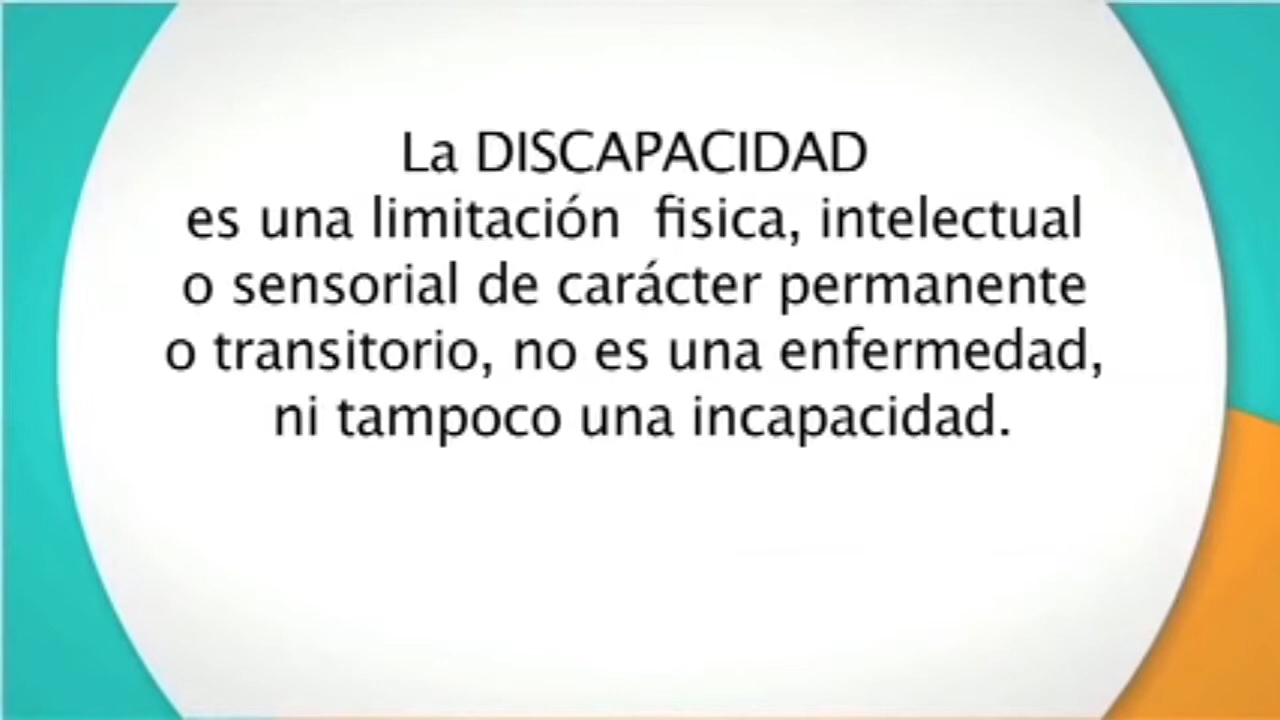 La DISCAPACIDAD
es una limitación fisica, intelectual
o sensorial de carácter permanente
o transitorio, no es una enfermedad,
ni tampoco una incapacidad.